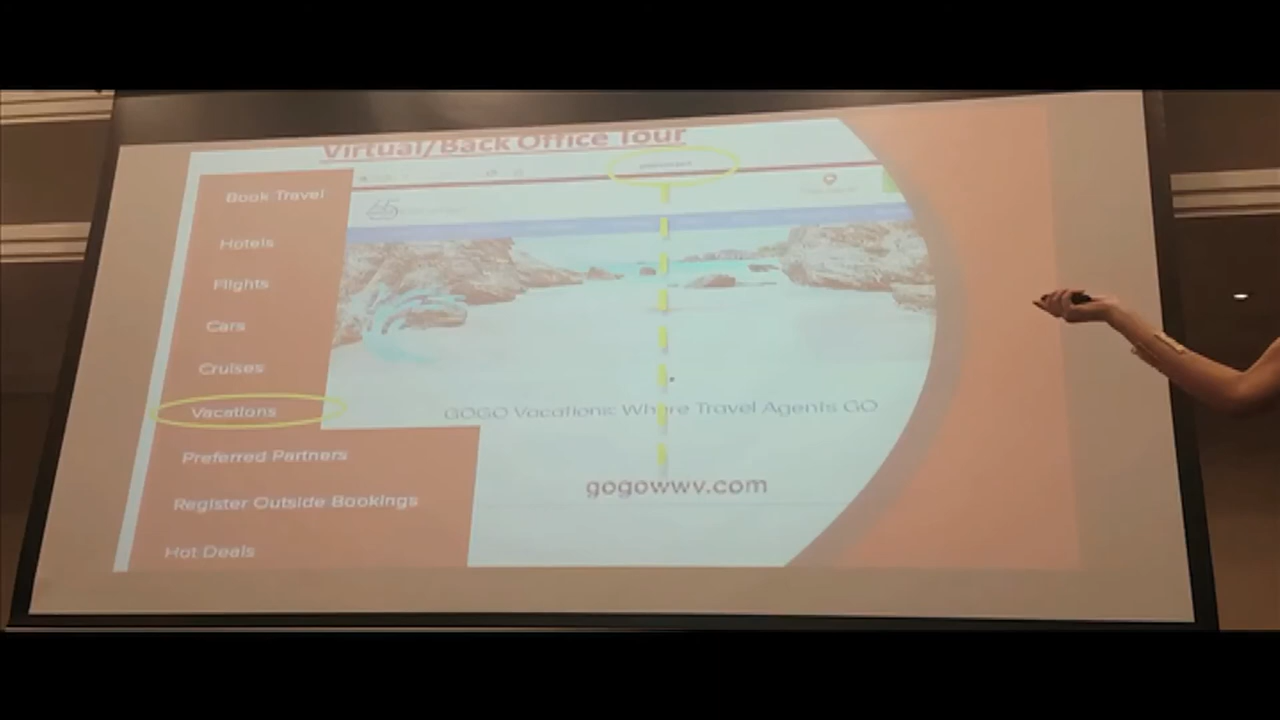 Virtual/Back Office Tour
Book Travel
Hotels
Flights
Cars
Cruises
Vacations
Preferred Partners
Register Outside Bookings
Hot Deals
65
GOGO Vacations: Where Travel Agents GO
gogowwv.com